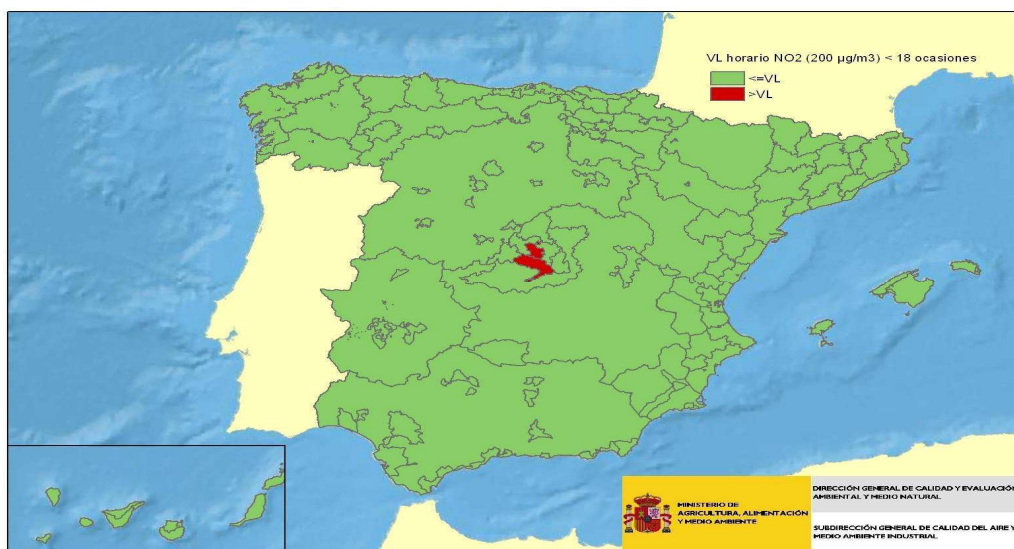 VL horario NO2 (200 µg/m3) < 18 ocasiones
<=VL
>VL
MINISTERIO DE
AGRICULTURA, ALIMENTACIÓN
Y MEDIO AMBIENTE
DIRECCIÓN GENERAL DE CALIDAD Y EVALUACIÓN
AMBIENTAL Y MEDIO NATURAL
SUBDIRECCIÓN GENERAL DE CALIDAD DEL AIRE Y
MEDIO AMBIENTE INDUSTRIAL